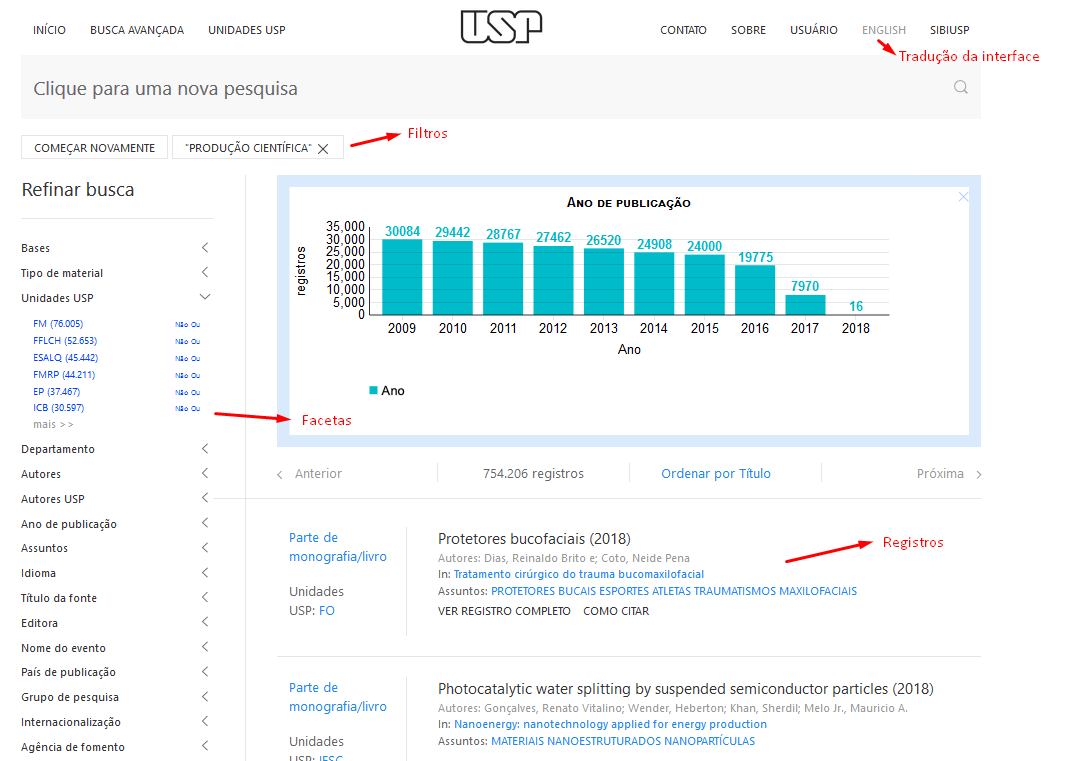 INÍCIO BUSCA AVANÇADA UNIDADES USP USP CONTATO SOBRE USUÁRIO ENGLISH SIBIUSP
Tradução da interface
Clique para uma nova pesquisa
Filtros
COMEÇAR NOVAMENTE "PRODUÇÃO CIENTÍFICA"
Refinar busca
Bases
Tipo de material
Unidades USP
FM (76.005) Não Ou
FFLCH (52.653) Não Ou
ESALQ (45.442) Não Ou
FMRP (44.211) Não Ou
EP (37.467) Não Ou
ICB (30.597) Não Ou
mais >>
Departamento
Autores
Autores USP
Ano de publicação
Assuntos
Idioma
Título da fonte
Editora
Nome do evento
País de publicação
Grupo de pesquisa
Internacionalização
Agência de fomento
ANO DE PUBLICAÇÃO
registros
35,000
30,000
25,000
20,000
15,000
10,000
5,000
0
30084 29442 28767 27462 26520 24908 24000 19775 7970 16
2009 2010 2011 2012 2013 2014 2015 2016 2017 2018
Ano
Ano
Facetas
Anterior 754.206 registros Ordenar por Título Próxima
Registros
Parte de
monografia/livro
Unidades
USP: FO
Protetores bucofaciais (2018)
Autores: Dias, Reinaldo Brito e; Coto, Neide Pena
In: Tratamento cirúrgico do trauma bucomaxilofacial
Assuntos: PROTETORES BUCAIS ESPORTES ATLETAS TRAUMATISMOS MAXILOFACIAIS
VER REGISTRO COMPLETO COMO CITAR
Parte de
monografia/livro
Unidades
USP: IFSC
Photocatalytic water splitting by suspended semiconductor particles (2018)
Autores: Gonçalves, Renato Vitalino; Wender, Heberton; Khan, Sherdil; Melo Jr., Mauricio A.
In: Nanoenergy: nanotechnology applied for energy production
Assuntos: MATERIAIS NANOESTRUTURADOS NANOPARTÍCULAS